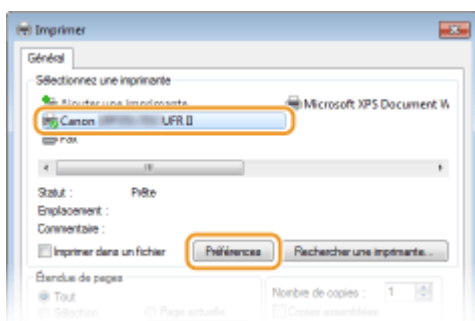 Imprimer
Général
Sélectionnez une imprimante
Ajouter une imprimante
Microsoft XPS Document W
Canon UFR II
Fax
Statut : Prête
Emplacement :
Commentaire :
Imprimer dans un fichier
Préférences
Rechercher une imprimante...
Étendue de pages
Tout
Sélection
Page actuelle
Nombre de copies : 1
Copies assemblées